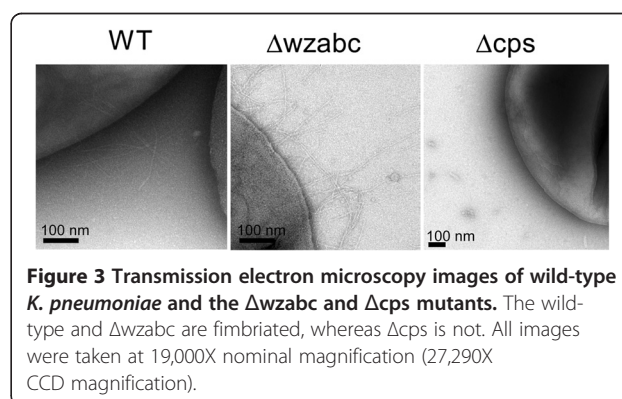 WT Δwzabc Δcps
100 nm 100 nm 100 nm
Figure 3 Transmission electron microscopy images of wild-type
K. pneumoniae and the Δwzabc and Δcps mutants. The wild-
type and Δwzabc are fimbriated, whereas Δcps is not. All images
were taken at 19,000X nominal magnification (27,290X
CCD magnification).